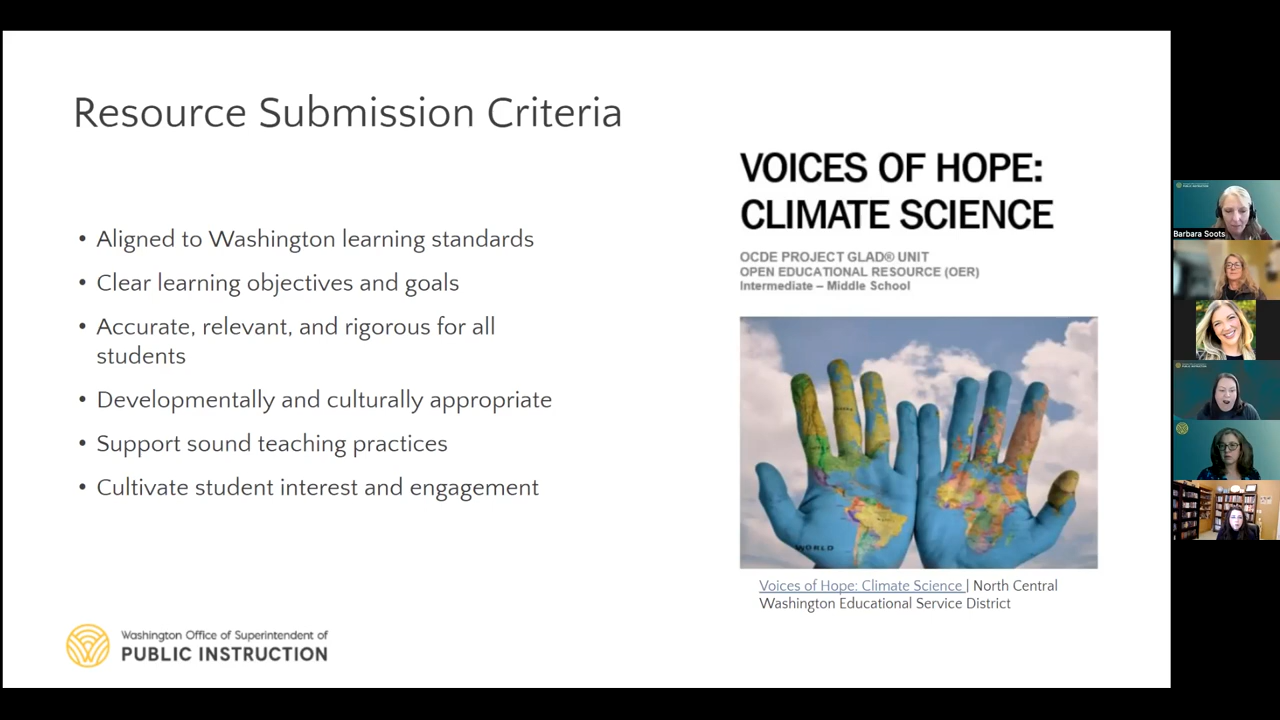 Resource Submission Criteria
• Aligned to Washington learning standards
• Clear learning objectives and goals
• Accurate, relevant, and rigorous for all
students
• Developmentally and culturally appropriate
• Support sound teaching practices
• Cultivate student interest and engagement
VOICES OF HOPE:
CLIMATE SCIENCE
OCDE PROJECT GLAD® UNIT
OPEN EDUCATIONAL RESOURCE (OER)
Intermediate – Middle School
WORLD
Voices of Hope: Climate Science | North Central
Washington Educational Service District
Washington Office of Superintendent of
PUBLIC INSTRUCTION
Barbara Soots